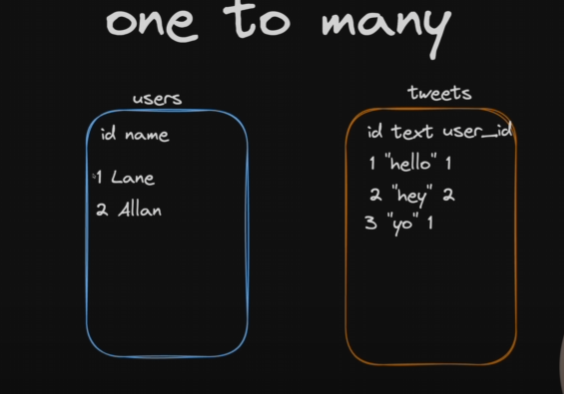 one to many
users
id name
1 Lane
2 Allan
tweets
id text user_id
1 "hello" 1
2 "hey" 2
3 "yo" 1